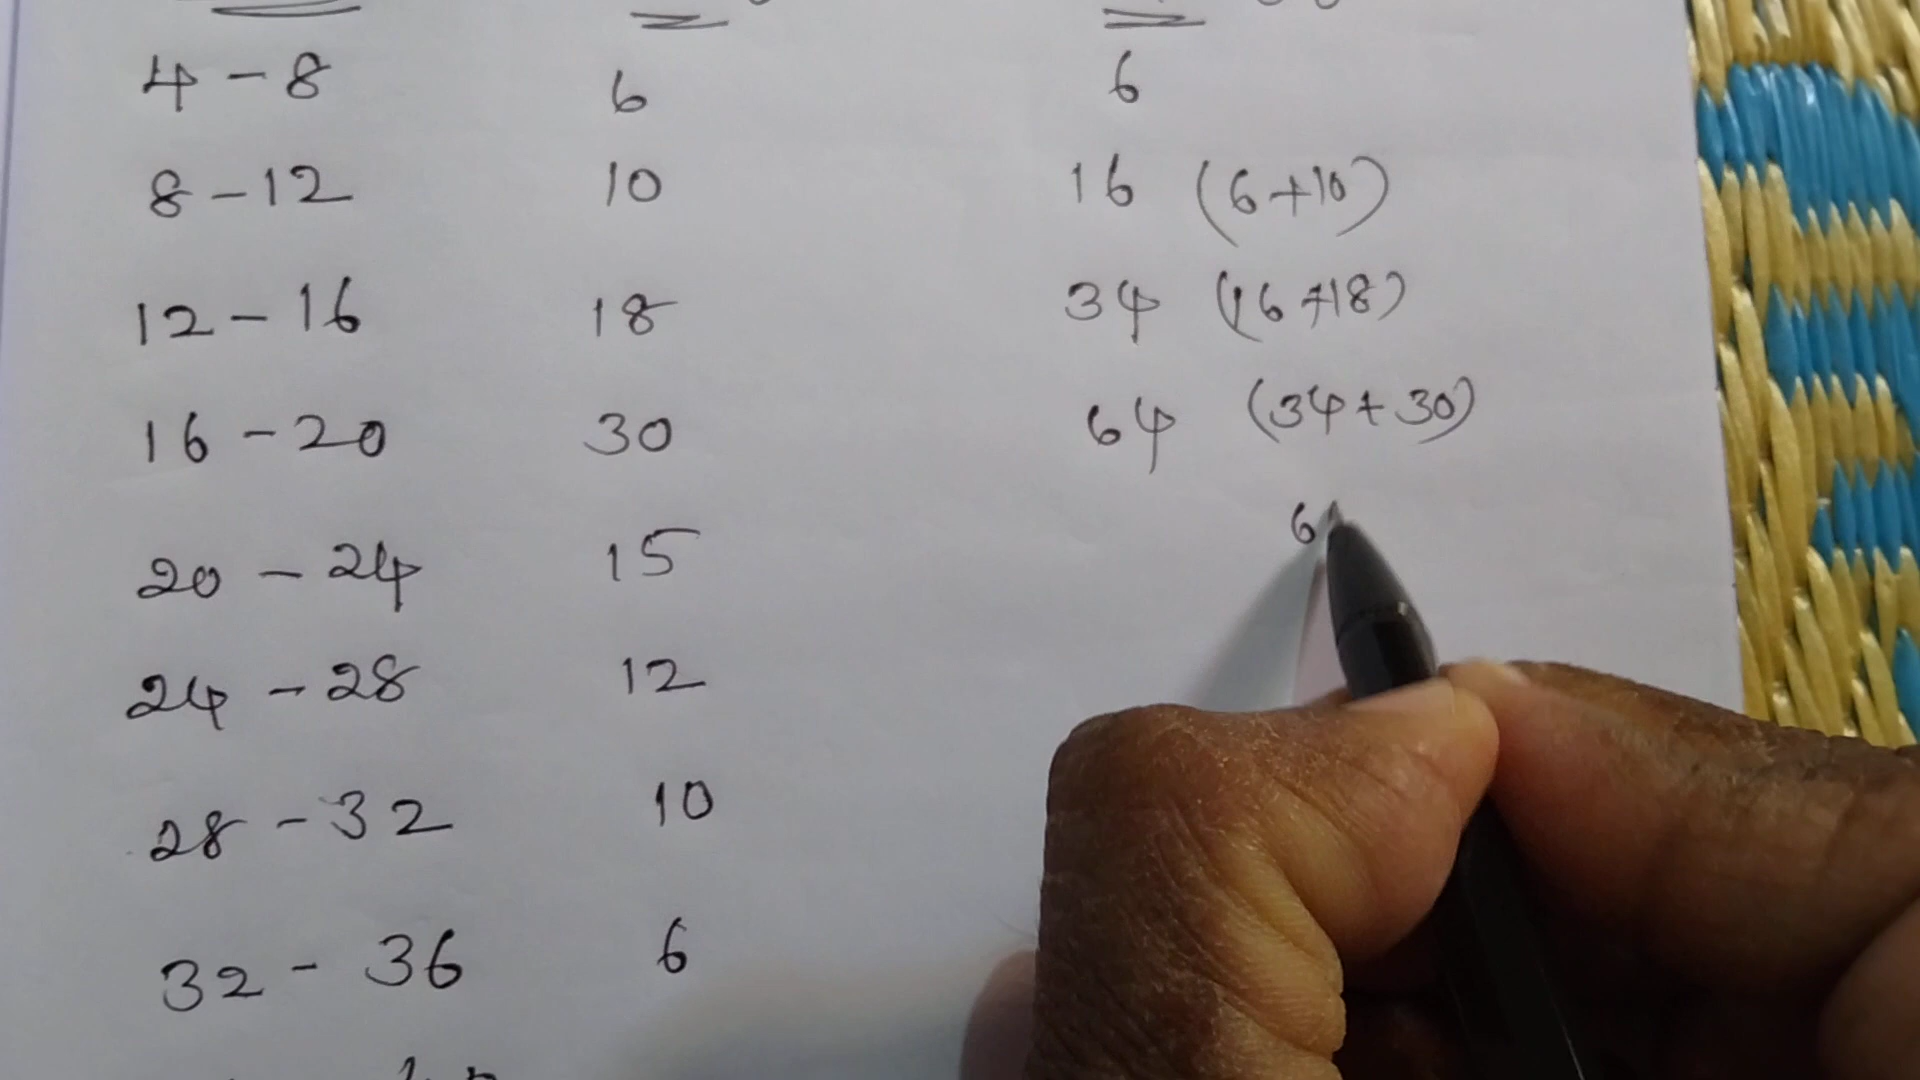 4 - 8 6 6
8 - 12 10 16 (6+10)
12 - 16 18 34 (16+18)
16 - 20 30 64 (34+30)
20 - 24 15 6
24 - 28 12
28 - 32 10
32 - 36 6